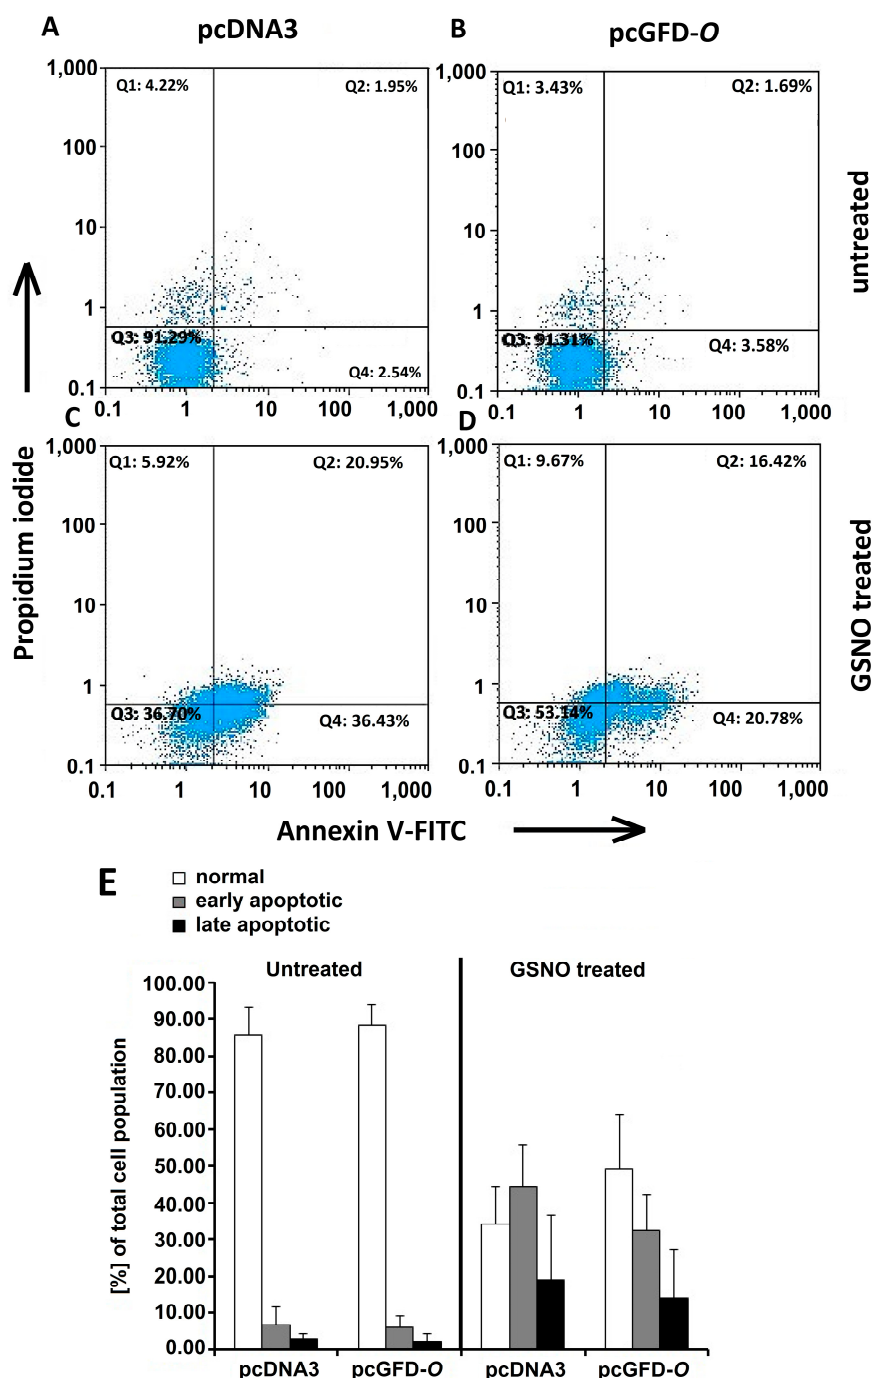 A
pcDNA3
B
pcGFD-O
1,000
Q1: 4.22%
Q2: 1.95%
100
10
1
Q3: 91.29%
Q4: 2.54%
0.1
0.1 1 10 100 1,000
1,000
Q1: 3.43%
Q2: 1.69%
100
10
1
Q3: 91.31%
Q4: 3.58%
0.1
0.1 1 10 100 1,000
untreated
C
1,000
Q1: 5.92%
Q2: 20.95%
100
10
1
Q3: 36.70%
Q4: 36.43%
0.1
0.1 1 10 100 1,000
D
1,000
Q1: 9.67%
Q2: 16.42%
100
10
1
Q3: 53.14%
Q4: 20.78%
0.1
0.1 1 10 100 1,000
GSNO treated
Propidium iodide
Annexin V-FITC
E
normal
early apoptotic
late apoptotic
Untreated
GSNO treated
[%] of total cell population
100.00
90.00
80.00
70.00
60.00
50.00
40.00
30.00
20.00
10.00
0.00
pcDNA3
pcGFD-O
pcDNA3
pcGFD-O